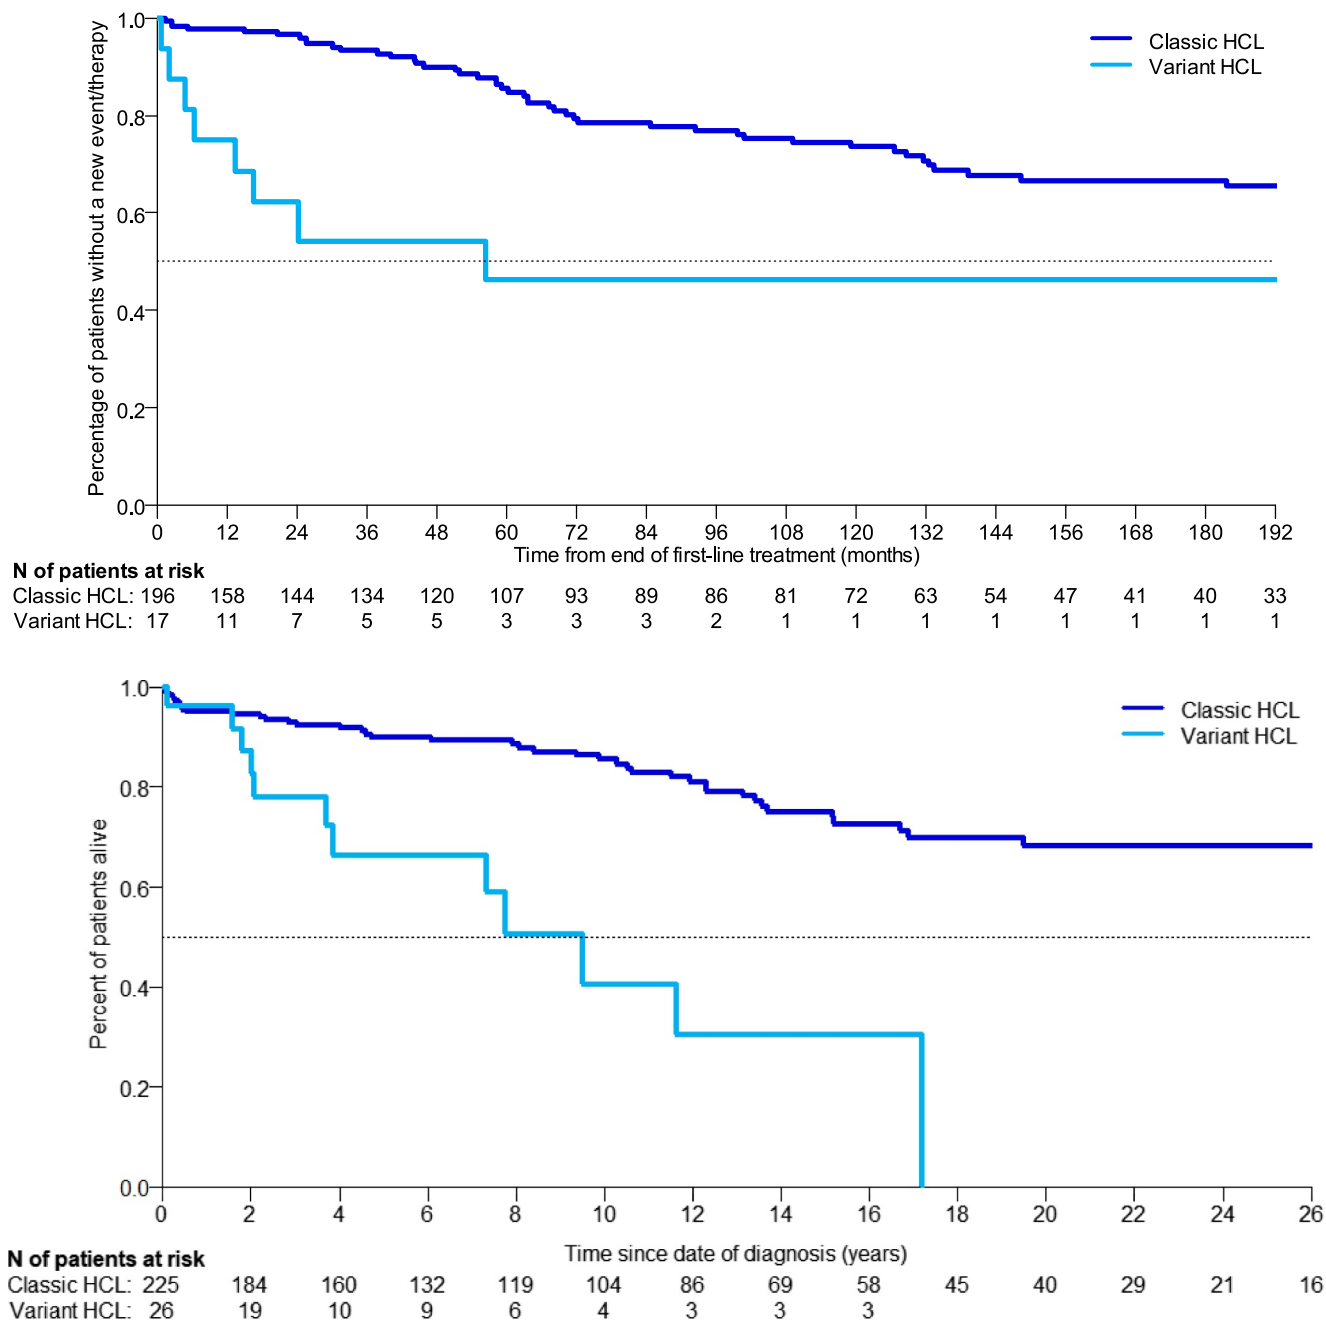 Percentage of patients without a new event/therapy
1.0
0.8
0.6
0.4
0.2
0.0
Classic HCL
Variant HCL
0 12 24 36 48 60 72 84 96 108 120 132 144 156 168 180 192
Time from end of first-line treatment (months)
N of patients at risk
Classic HCL: 196 158 144 134 120 107 93 89 86 81 72 63 54 47 41 40 33
Variant HCL: 17 11 7 5 5 3 3 3 2 1 1 1 1 1 1 1 1
Percent of patients alive
1.0
0.8
0.6
0.4
0.2
0.0
Classic HCL
Variant HCL
0 2 4 6 8 10 12 14 16 18 20 22 24 26
Time since date of diagnosis (years)
N of patients at risk
Classic HCL: 225 184 160 132 119 104 86 69 58 45 40 29 21 16
Variant HCL: 26 19 10 9 6 4 3 3 3